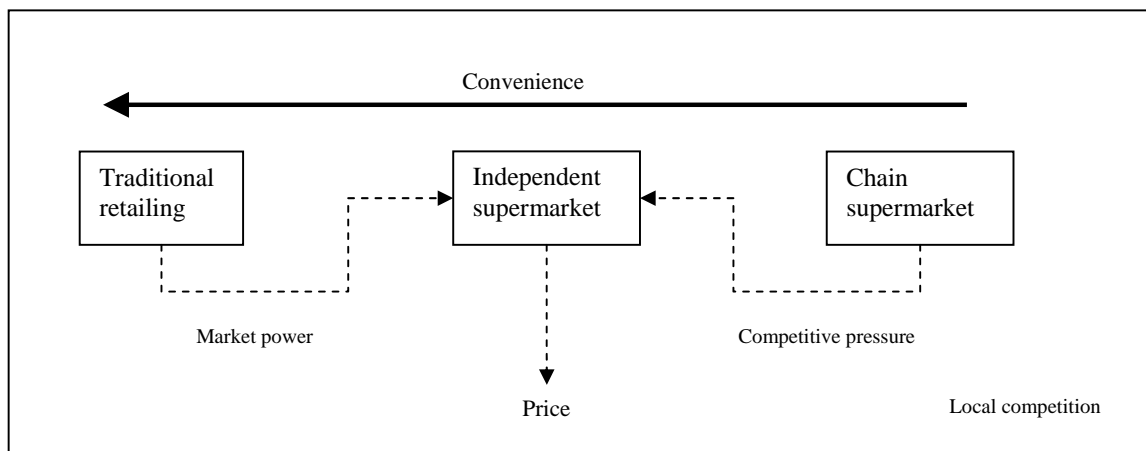 Convenience
Traditional
retailing
Independent
supermarket
Chain
supermarket
Market power
Competitive pressure
Price
Local competition